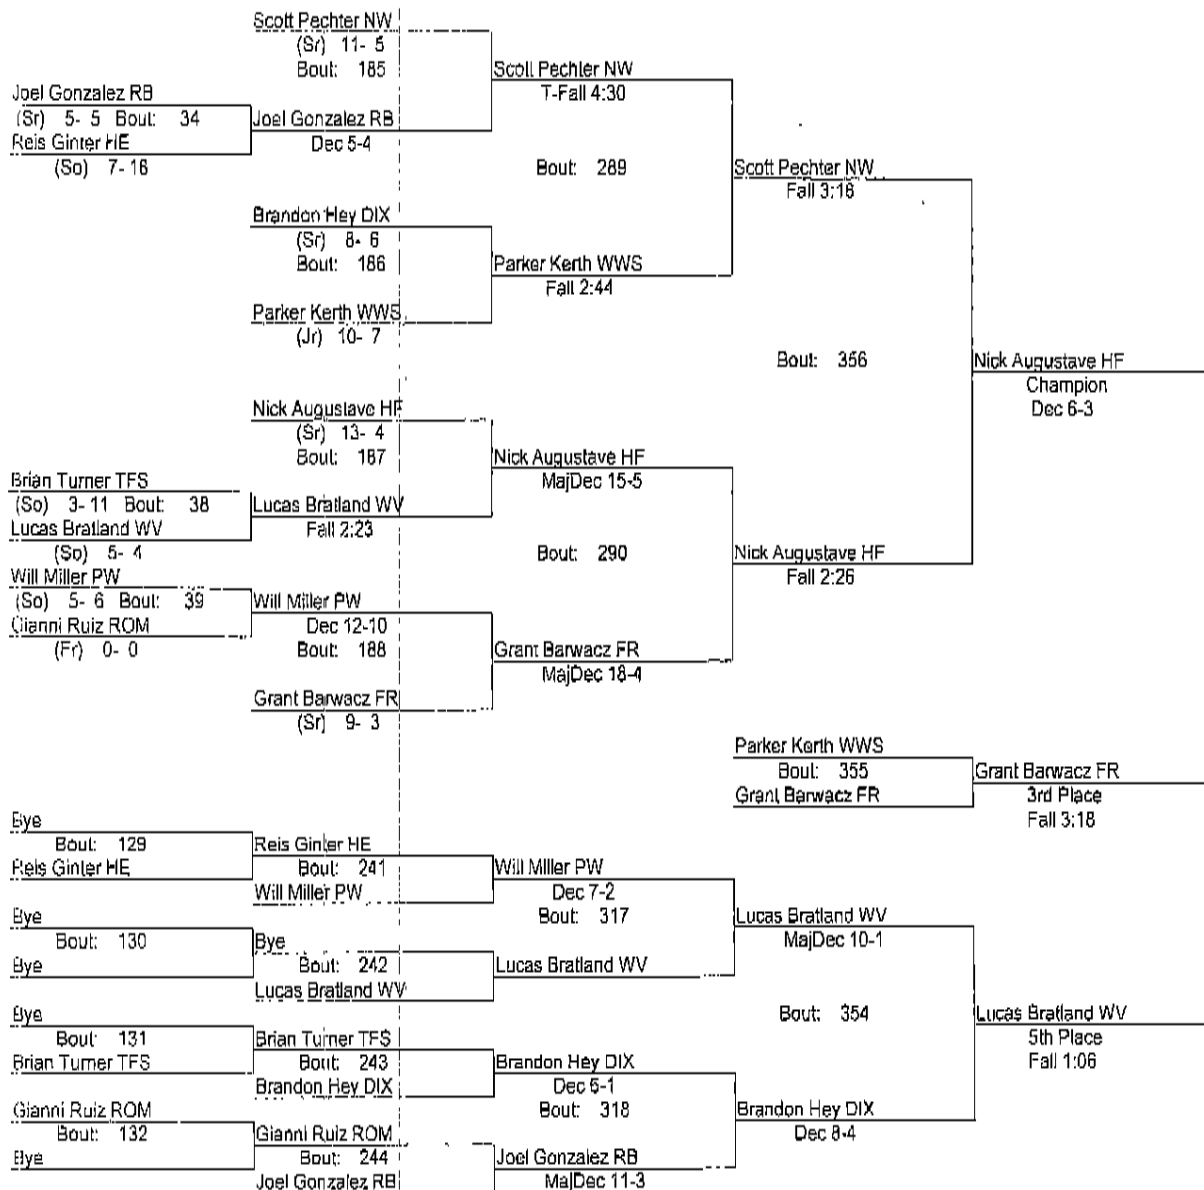 Scott Pechter NW
(Sr) 11- 5
Bout: 185
Scott Pechter NW
T-Fall 4:30
Joel Gonzalez RB
(Sr) 5- 5 Bout: 34
Joel Gonzalez RB
Reis Ginter HE
Dec 5-4
(So) 7- 16
Bout: 289
Scott Pechter NW
Fall 3:18
Brandon Hey DIX
(Sr) 8- 6
Bout: 186
Parker Kerth WWS
Fall 2:44
Parker Kerth WWS
(Jr) 10- 7
Bout: 356
Nick Augustave HF
Champion
Dec 6-3
Nick Augustave HF
(Sr) 13- 4
Bout: 187
Nick Augustave HF
MajDec 15-5
Brian Turner TFS
(So) 3- 11 Bout: 38
Lucas Bratland WV
Lucas Bratland WV
Fall 2:23
(So) 5- 4
Bout: 290
Nick Augustave HF
Fall 2:26
Will Miller PW
(So) 5- 6 Bout: 39
Will Miller PW
Gianni Ruiz ROM
Dec 12-10
(Fr) 0- 0
Bout: 188
Grant Barwacz FR
MajDec 18-4
Grant Barwacz FR
(Sr) 9- 3
Parker Kerth WWS
Bout: 355
Grant Barwacz FR
Grant Barwacz FR
3rd Place
Fall 3:18
Bye
Bout: 129
Reis Ginter HE
Reis Ginter HE
Bout: 241
Will Miller PW
Will Miller PW
Dec 7-2
Bout: 317
Lucas Bratland WV
MajDec 10-1
Bye
Bout: 130
Bye
Bye
Bout: 242
Lucas Bratland WV
Lucas Bratland WV
Bout: 354
Lucas Bratland WV
5th Place
Fall 1:06
Bye
Bout: 131
Brian Turner TFS
Brian Turner TFS
Bout: 243
Brandon Hey DIX
Brandon Hey DIX
Bout: 318
Brandon Hey DIX
Dec 8-4
Gianni Ruiz ROM
Bout: 132
Bye
Gianni Ruiz ROM
Bout: 244
Joel Gonzalez RB
Joel Gonzalez RB
MajDec 11-3